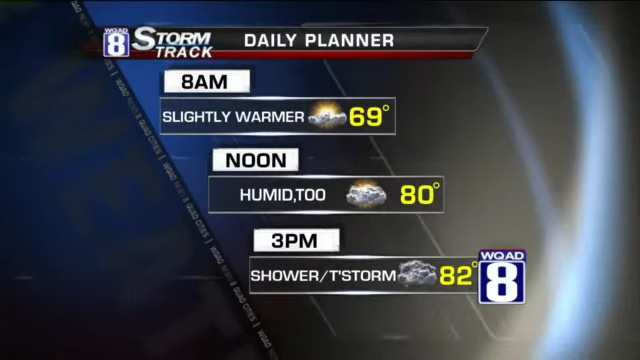 WQAD
8
STORM
TRACK
DAILY PLANNER
8AM
SLIGHTLY WARMER 69°
NOON
HUMID,TOO 80°
3PM
SHOWER/T'STORM 82°
WQAD
8